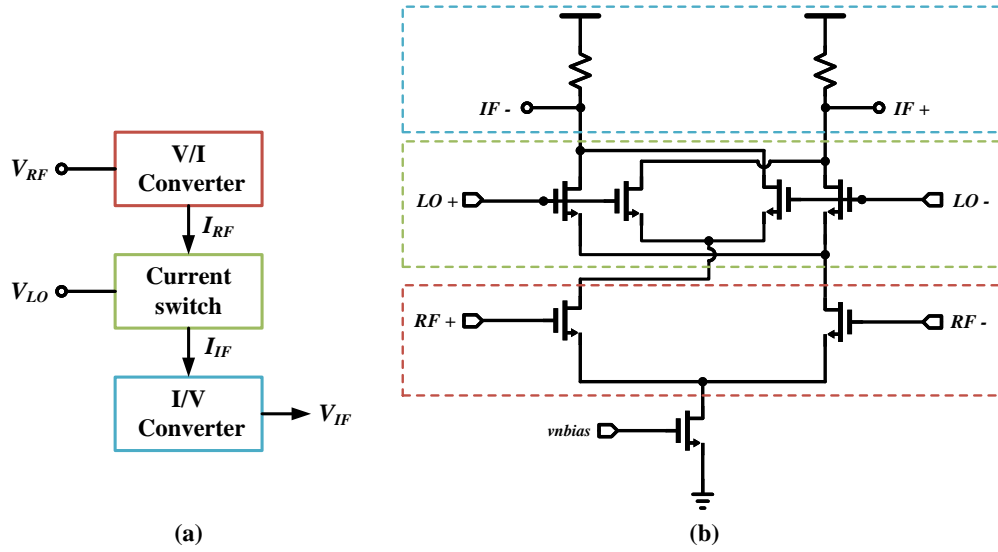 V/I
Converter
V_RF
I_RF
Current
switch
V_LO
I_IF
I/V
Converter
V_IF
(a)
IF -
IF +
LO +
LO -
RF +
RF -
vnbias
(b)